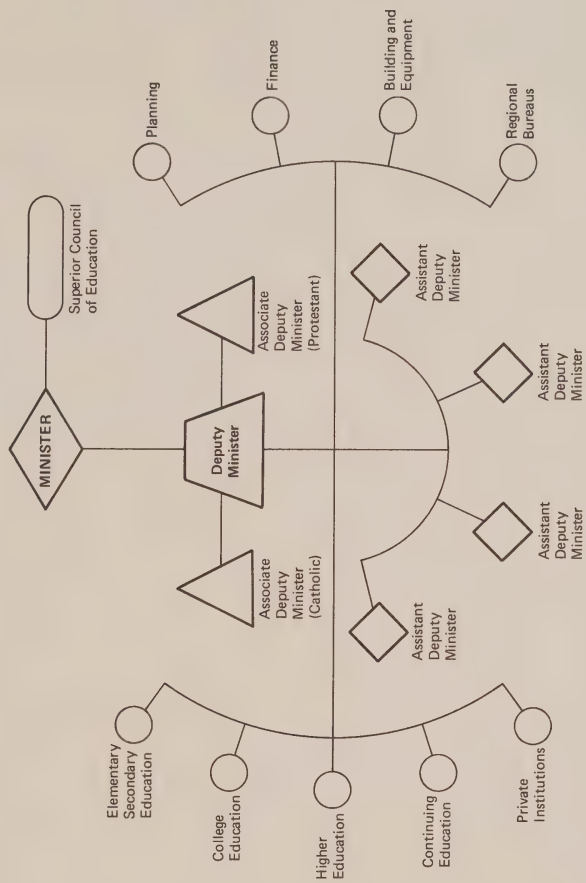 MINISTER
Superior Council
of Education
Deputy
Minister
Associate
Deputy
Minister
(Catholic)
Associate
Deputy
Minister
(Protestant)
Elementary
Secondary
Education
College
Education
Higher
Education
Continuing
Education
Private
Institutions
Planning
Finance
Building and
Equipment
Regional
Bureaus
Assistant
Deputy
Minister
Assistant
Deputy
Minister
Assistant
Deputy
Minister
Assistant
Deputy
Minister